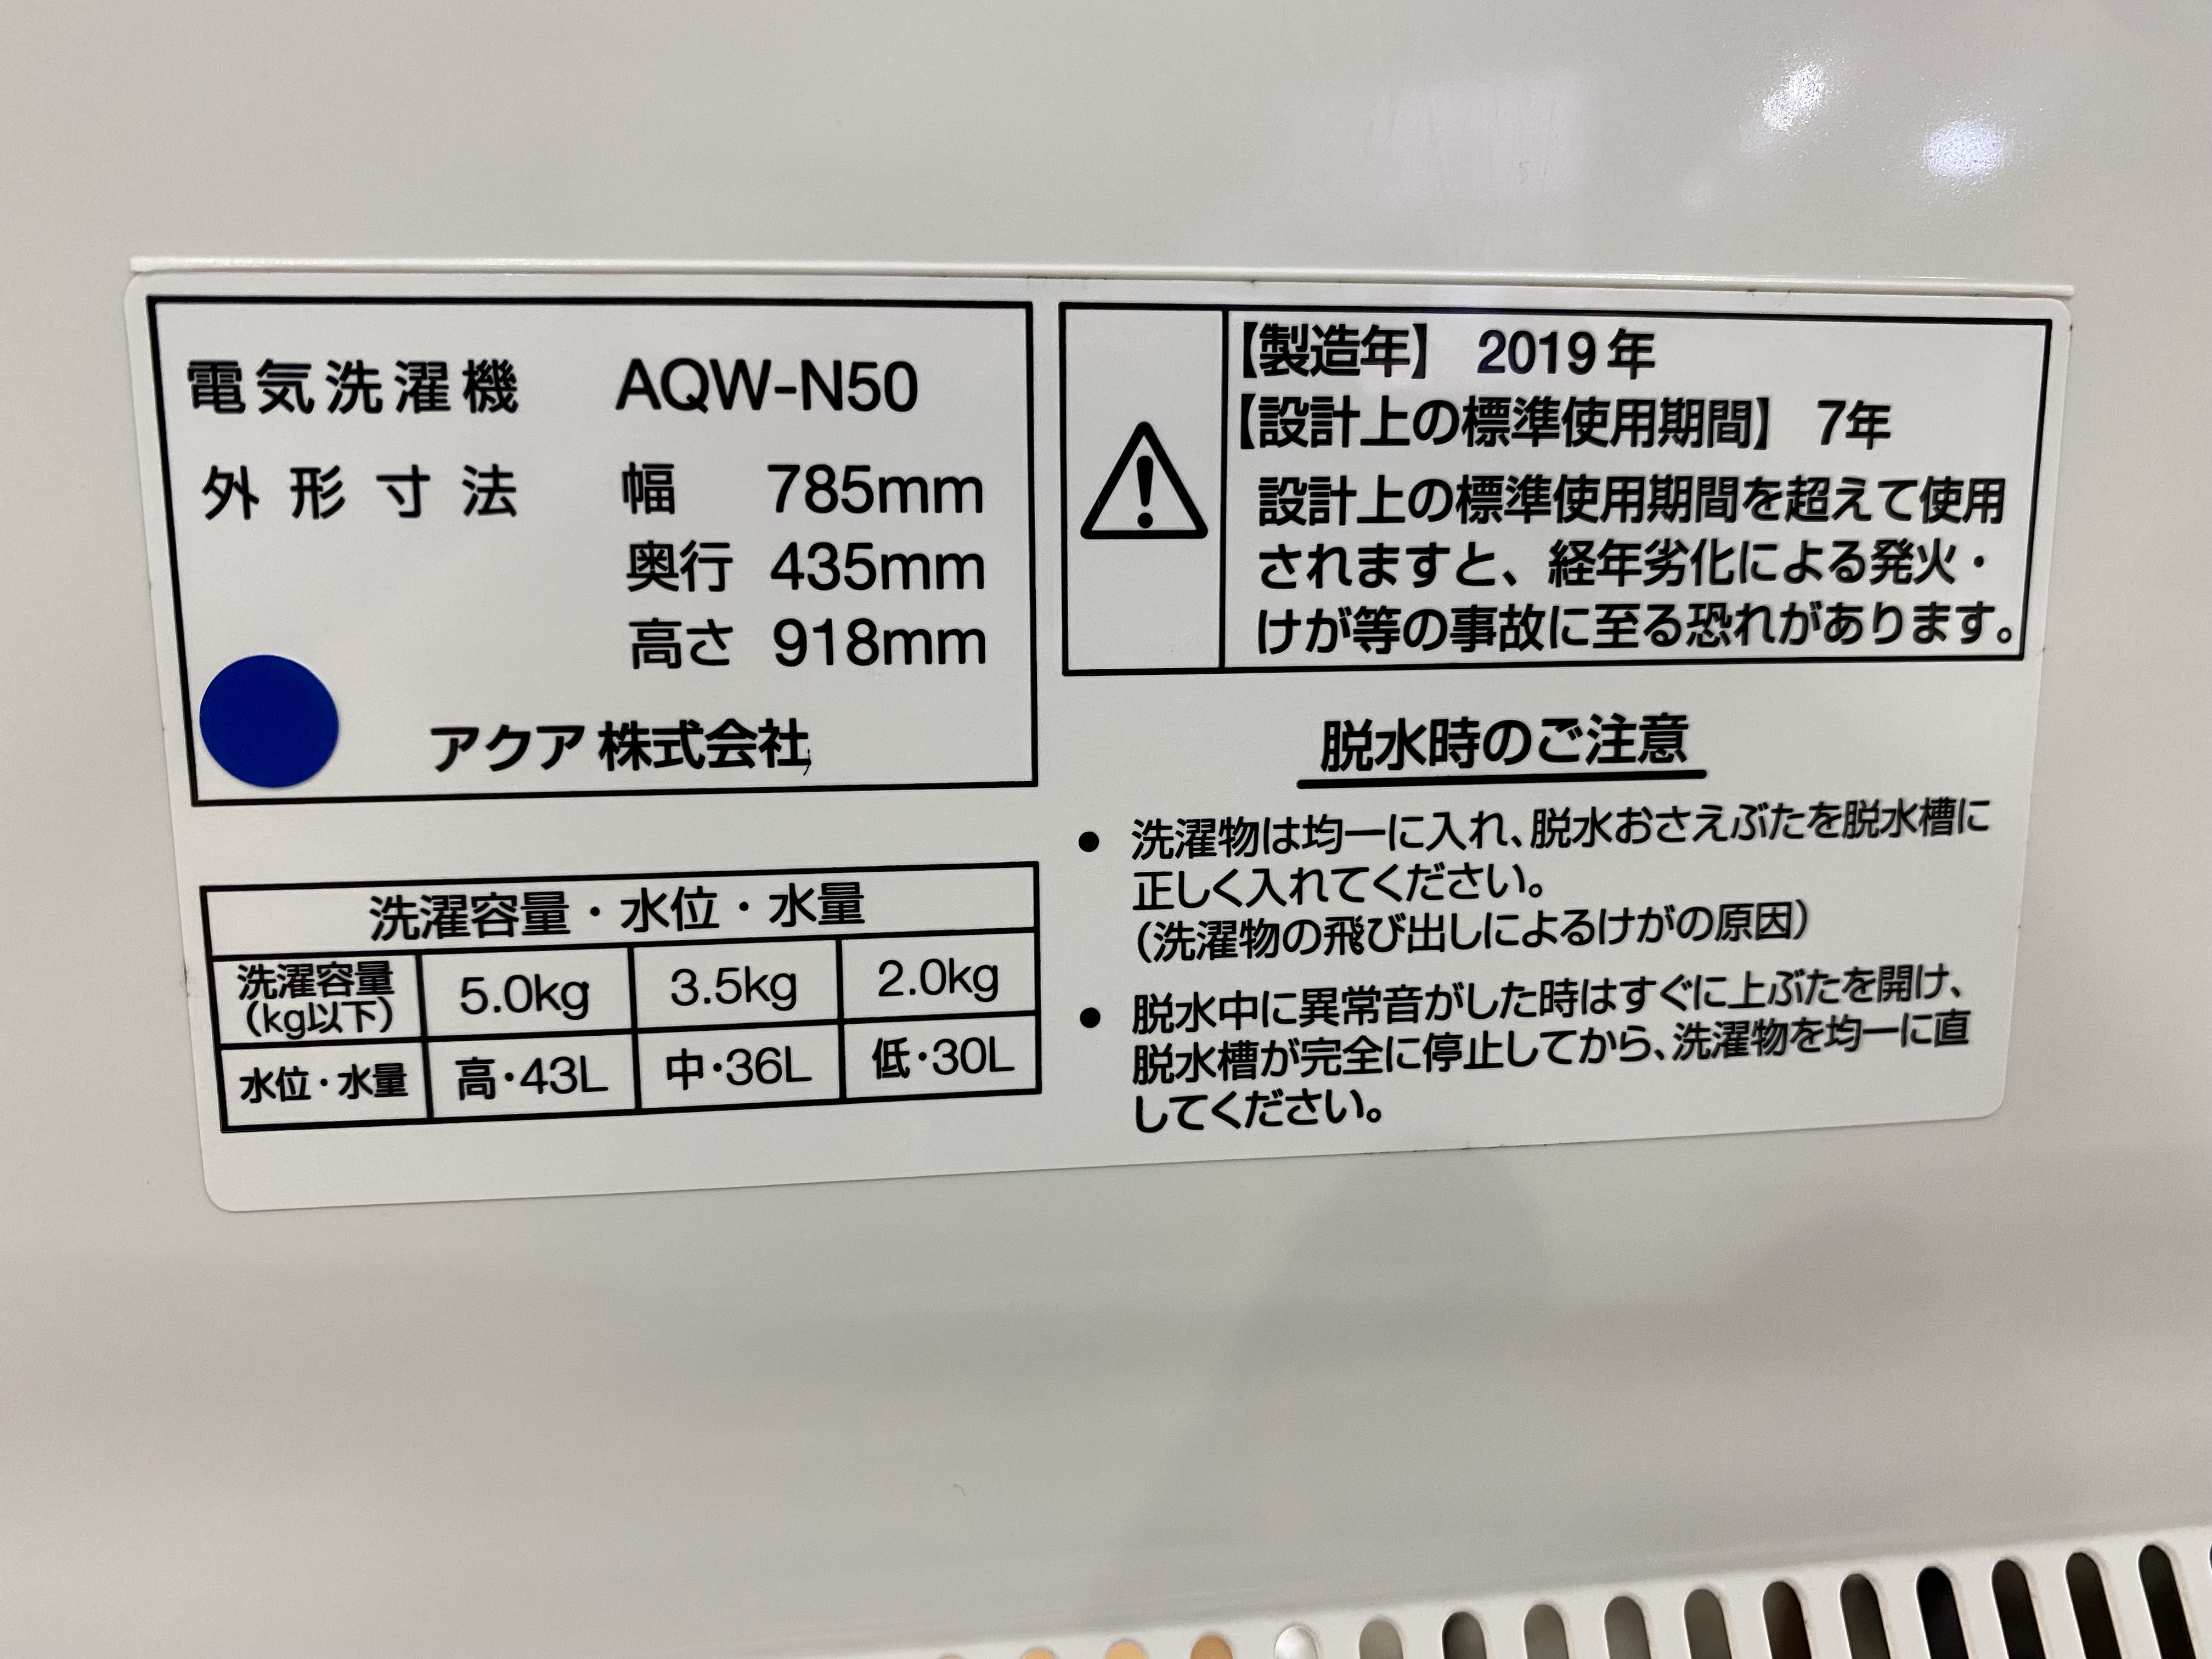 電気洗濯機 AQW-N50
外形寸法 幅 785mm
奥行 435mm
高さ 918mm
アクア株式会社
洗濯容量・水位・水量
洗濯容量(kg以下) 5.0kg 3.5kg 2.0kg
水位・水量 高・43L 中・36L 低・30L
【製造年】 2019年
【設計上の標準使用期間】 7年
設計上の標準使用期間を超えて使用
されますと、経年劣化による発火・
けが等の事故に至る恐れがあります。
脱水時のご注意
● 洗濯物は均一に入れ、脱水おさえぶたを脱水槽に
正しく入れてください。
(洗濯物の飛び出しによるけがの原因)
● 脱水中に異常音がした時はすぐに上ぶたを開け、
脱水槽が完全に停止してから、洗濯物を均一に直
してください。